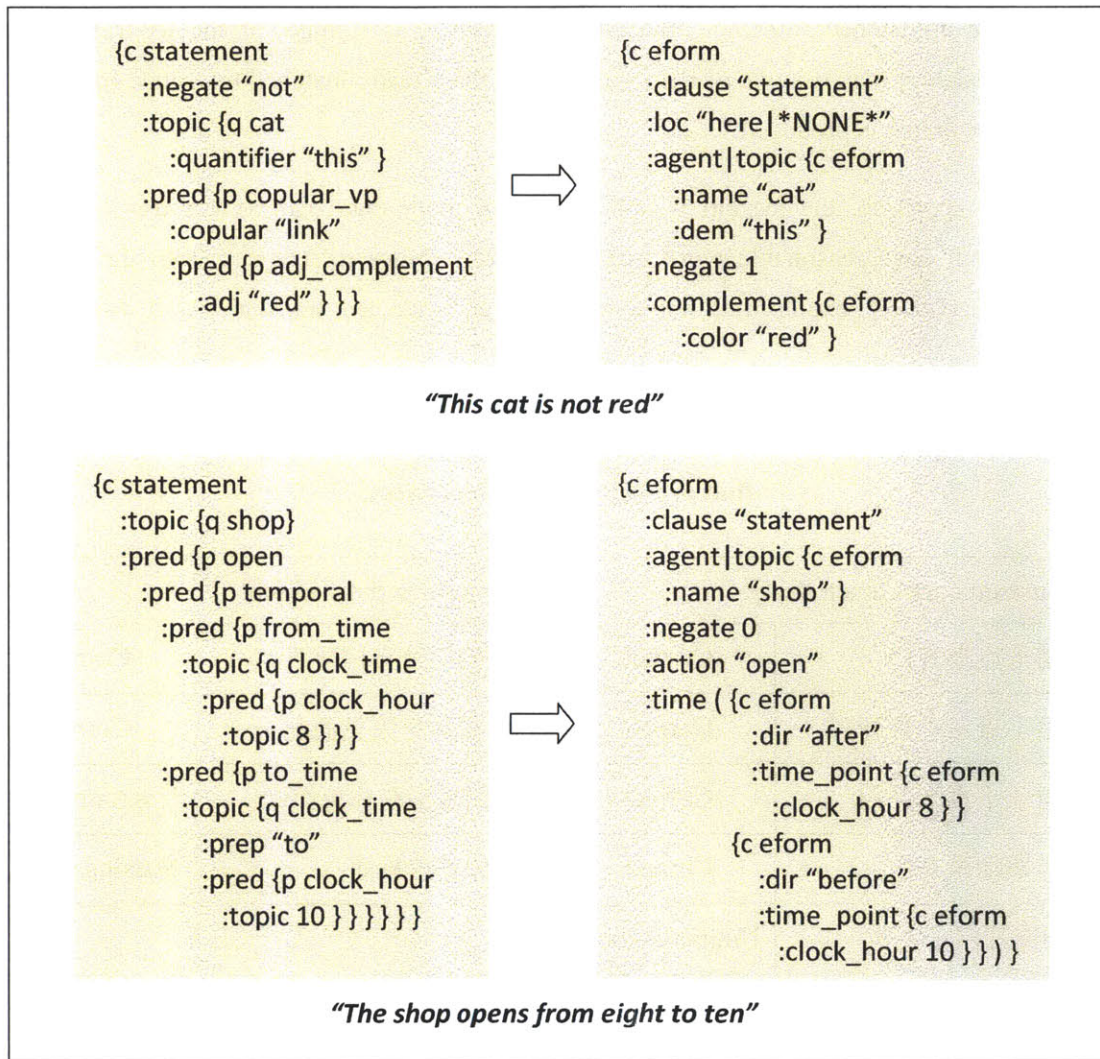 {c statement
:negate “not”
:topic {q cat
:quantifier “this” }
:pred {p copular_vp
:copular “link”
:pred {p adj_complement
:adj “red” } } }
{c eform
:clause “statement”
:loc “here|*NONE*”
:agent|topic {c eform
:name “cat”
:dem “this” }
:negate 1
:complement {c eform
:color “red” }
“This cat is not red”
{c statement
:topic {q shop}
:pred {p open
:pred {p temporal
:pred {p from_time
:topic {q clock_time
:pred {p clock_hour
:topic 8 } } }
:pred {p to_time
:topic {q clock_time
:prep “to”
:pred {p clock_hour
:topic 10 } } } } } }
{c eform
:clause “statement”
:agent|topic {c eform
:name “shop” }
:negate 0
:action “open”
:time ( {c eform
:dir “after”
:time_point {c eform
:clock_hour 8 } }
{c eform
:dir “before”
:time_point {c eform
:clock_hour 10 } } ) }
“The shop opens from eight to ten”